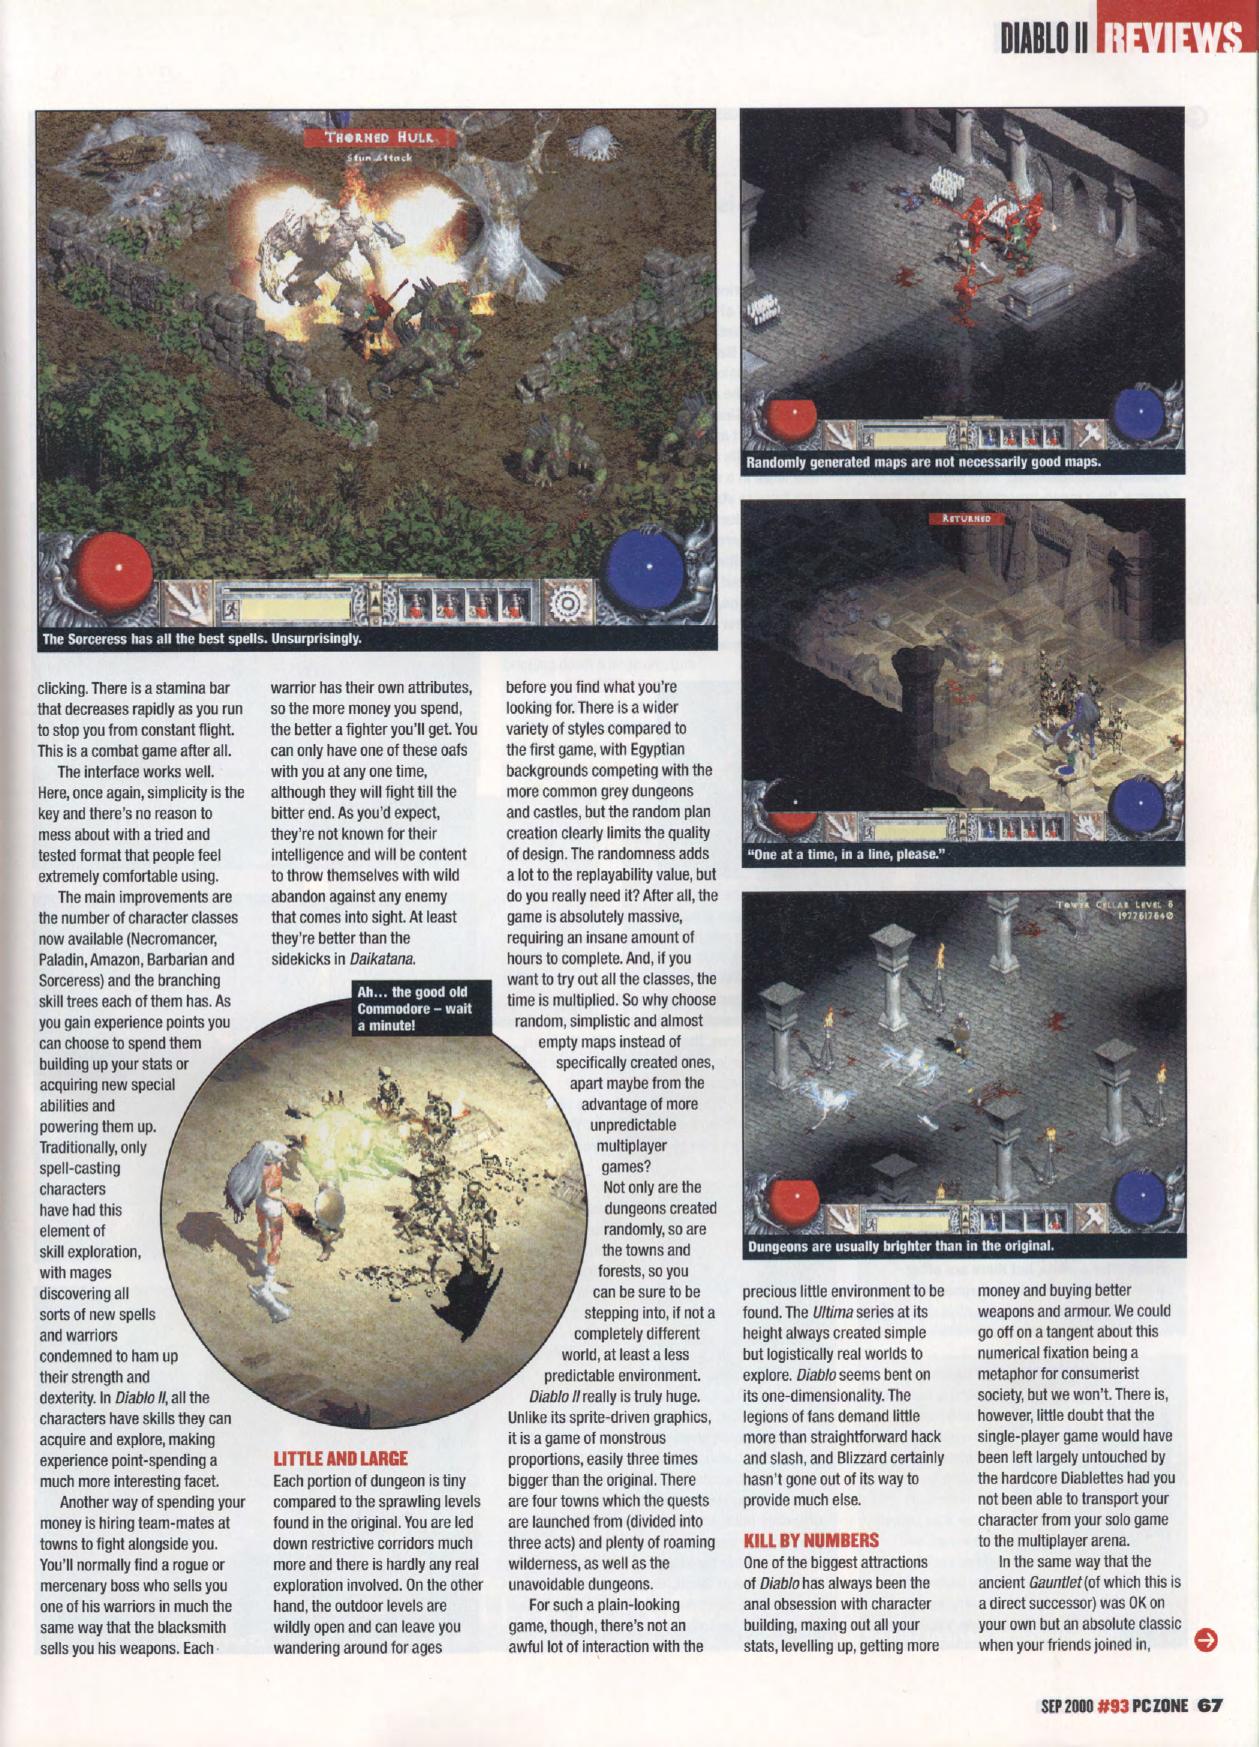 DIABLO II REVIEWS
THORNED HULK
Stun Attack
The Sorceress has all the best spells. Unsurprisingly.
Randomly generated maps are not necessarily good maps.
RETURNED
"One at a time, in a line, please."
TOWER CELLAR LEVEL 5
Dungeons are usually brighter than in the original.
clicking. There is a stamina bar
that decreases rapidly as you run
to stop you from constant flight.
This is a combat game after all.
The interface works well.
Here, once again, simplicity is the
key and there's no reason to
mess about with a tried and
tested format that people feel
extremely comfortable using.
The main improvements are
the number of character classes
now available (Necromancer,
Paladin, Amazon, Barbarian and
Sorceress) and the branching
skill trees each of them has. As
you gain experience points you
can choose to spend them
building up your stats or
acquiring new special
abilities and
powering them up.
Traditionally, only
spell-casting
characters
have had this
element of
skill exploration,
with mages
discovering all
sorts of new spells
and warriors
condemned to ham up
their strength and
dexterity. In Diablo II, all the
characters have skills they can
acquire and explore, making
experience point-spending a
much more interesting facet.
Another way of spending your
money is hiring team-mates at
towns to fight alongside you.
You'll normally find a rogue or
mercenary boss who sells you
one of his warriors in much the
same way that the blacksmith
sells you his weapons. Each
warrior has their own attributes,
so the more money you spend,
the better a fighter you'll get. You
can only have one of these oafs
with you at any one time,
although they will fight till the
bitter end. As you'd expect,
they're not known for their
intelligence and will be content
to throw themselves with wild
abandon against any enemy
that comes into sight. At least
they're better than the
sidekicks in Daikatana.
Ah... the good old
Commodore – wait
a minute!
LITTLE AND LARGE
Each portion of dungeon is tiny
compared to the sprawling levels
found in the original. You are led
down restrictive corridors much
more and there is hardly any real
exploration involved. On the other
hand, the outdoor levels are
wildly open and can leave you
wandering around for ages
before you find what you're
looking for. There is a wider
variety of styles compared to
the first game, with Egyptian
backgrounds competing with the
more common grey dungeons
and castles, but the random plan
creation clearly limits the quality
of design. The randomness adds
a lot to the replayability value, but
do you really need it? After all, the
game is absolutely massive,
requiring an insane amount of
hours to complete. And, if you
want to try out all the classes, the
time is multiplied. So why choose
random, simplistic and almost
empty maps instead of
specifically created ones,
apart maybe from the
advantage of more
unpredictable
multiplayer
games?
Not only are the
dungeons created
randomly, so are
the towns and
forests, so you
can be sure to be
stepping into, if not a
completely different
world, at least a less
predictable environment.
Diablo II really is truly huge.
Unlike its sprite-driven graphics,
it is a game of monstrous
proportions, easily three times
bigger than the original. There
are four towns which the quests
are launched from (divided into
three acts) and plenty of roaming
wilderness, as well as the
unavoidable dungeons.
For such a plain-looking
game, though, there's not an
awful lot of interaction with the
precious little environment to be
found. The Ultima series at its
height always created simple
but logistically real worlds to
explore. Diablo seems bent on
its one-dimensionality. The
legions of fans demand little
more than straightforward hack
and slash, and Blizzard certainly
hasn't gone out of its way to
provide much else.
KILL BY NUMBERS
One of the biggest attractions
of Diablo has always been the
anal obsession with character
building, maxing out all your
stats, levelling up, getting more
money and buying better
weapons and armour. We could
go off on a tangent about this
numerical fixation being a
metaphor for consumerist
society, but we won't. There is,
however, little doubt that the
single-player game would have
been left largely untouched by
the hardcore Diablettes had you
not been able to transport your
character from your solo game
to the multiplayer arena.
In the same way that the
ancient Gauntlet (of which this is
a direct successor) was OK on
your own but an absolute classic
when your friends joined in,
SEP 2000 #93 PC ZONE 67